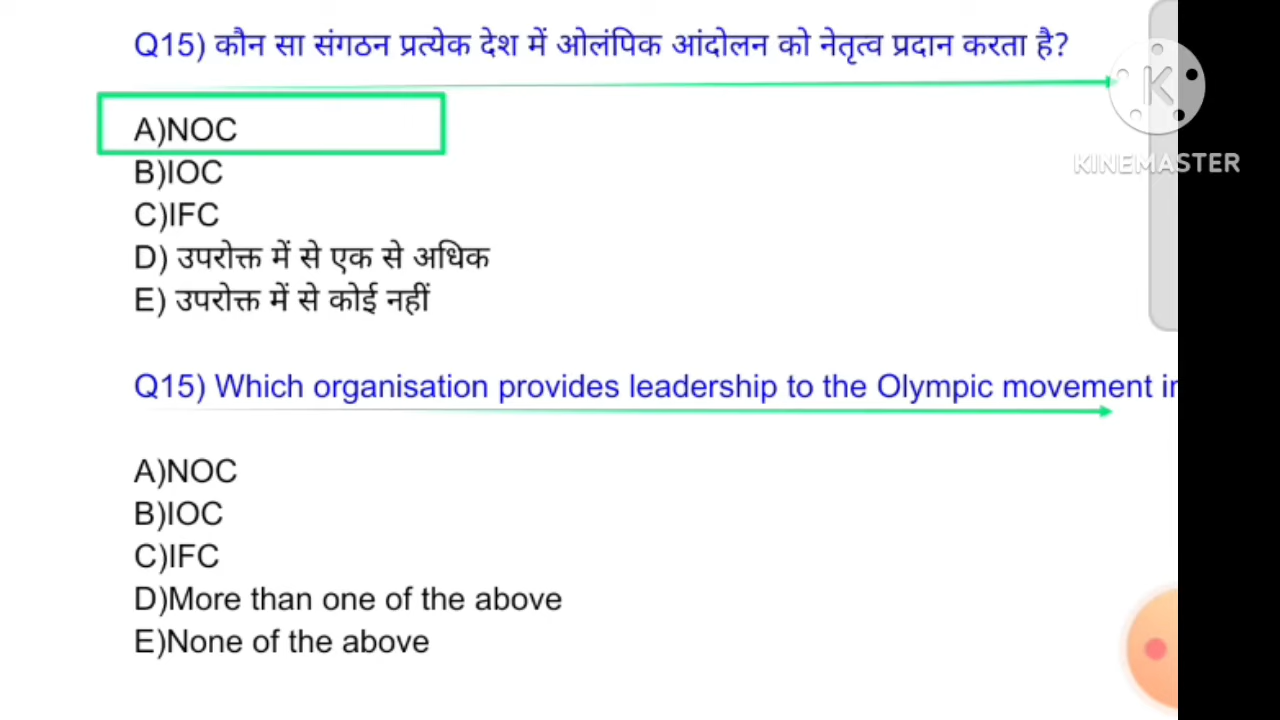 Q15) कौन सा संगठन प्रत्येक देश में ओलंपिक आंदोलन को नेतृत्व प्रदान करता है?
A)NOC
B)IOC
C)IFC
D) उपरोक्त में से एक से अधिक
E) उपरोक्त में से कोई नहीं
K
KINEMASTER
Q15) Which organisation provides leadership to the Olympic movement in
A)NOC
B)IOC
C)IFC
D)More than one of the above
E)None of the above